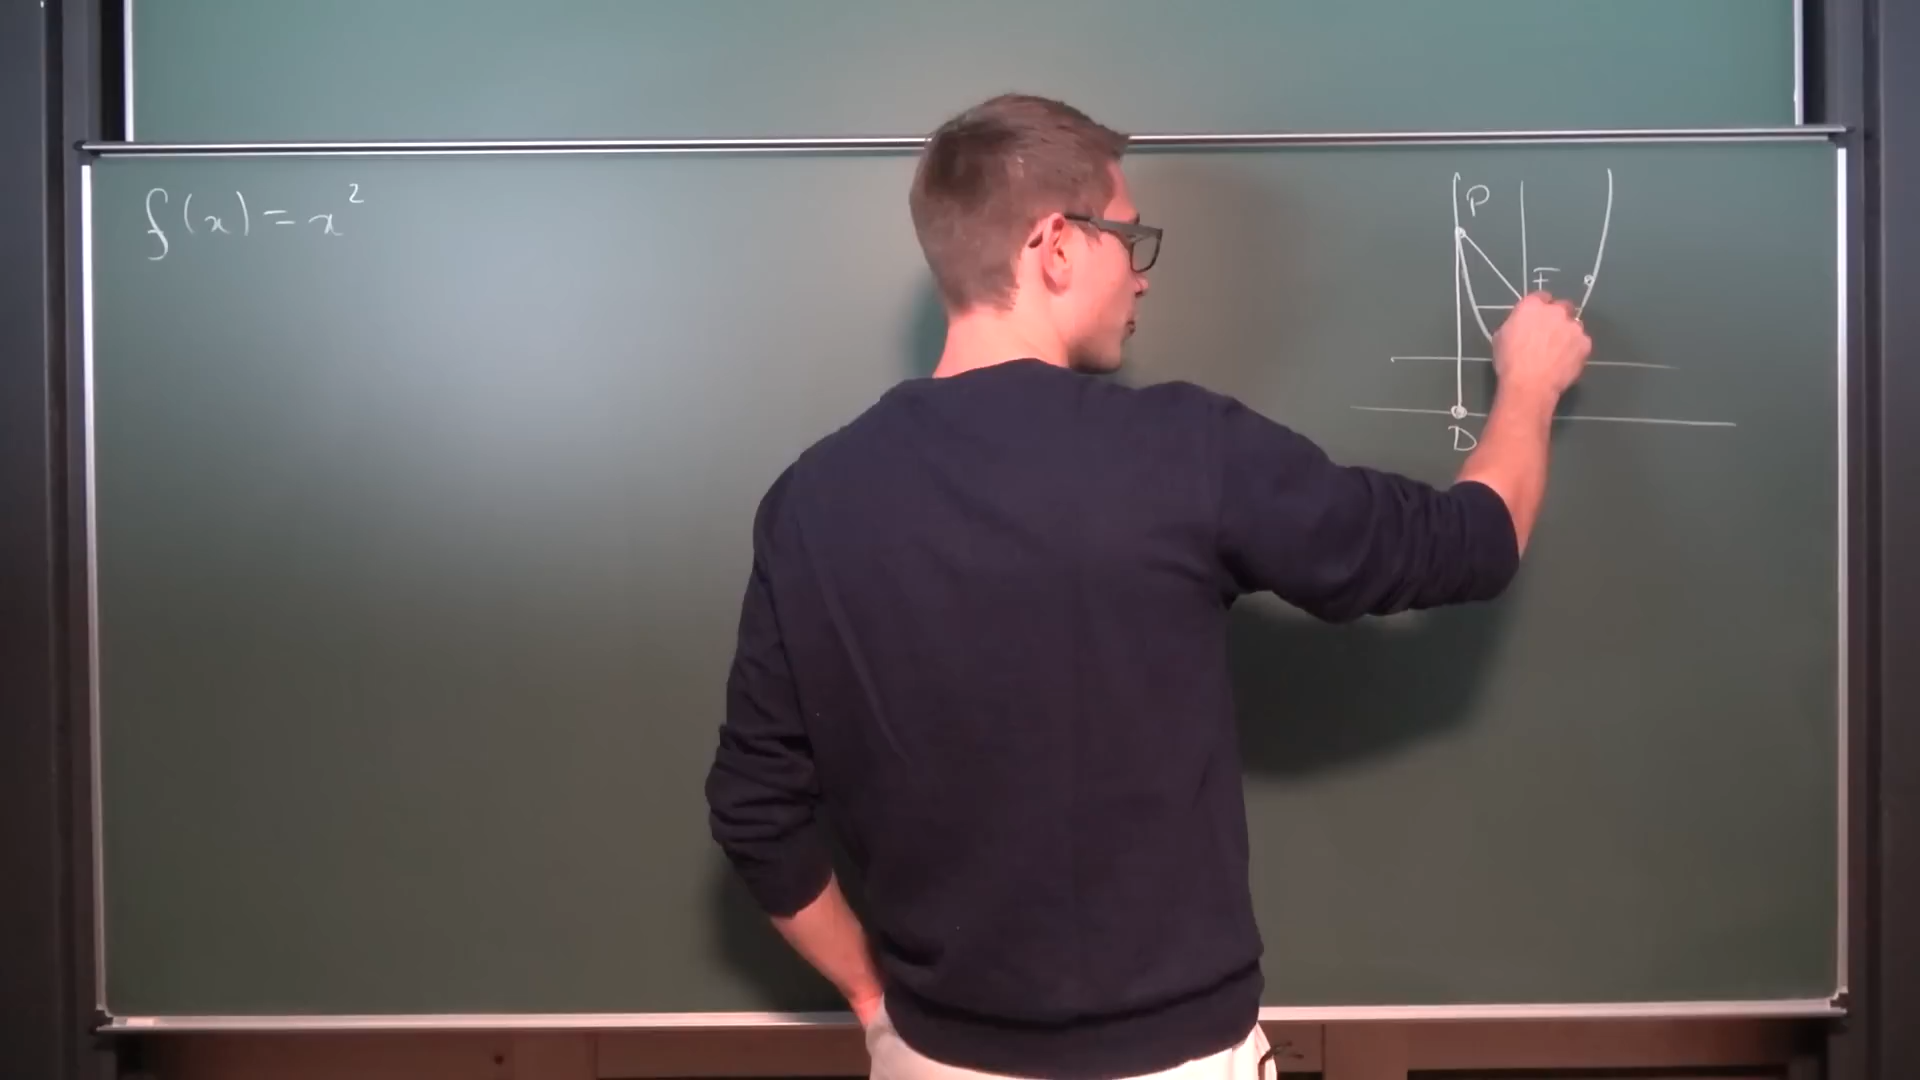 f(x) = x²
P
F
D